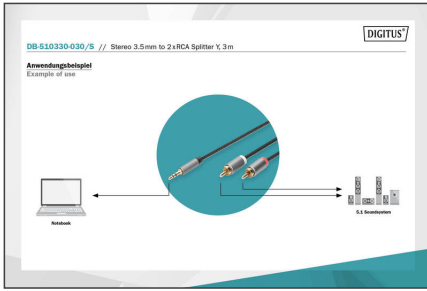 DIGITUS®
DB-510330-030/S // Stereo 3.5mm to 2xRCA Splitter Y, 3m
Anwendungsbeispiel
Example of use
Notebook
5.1 Soundsystem